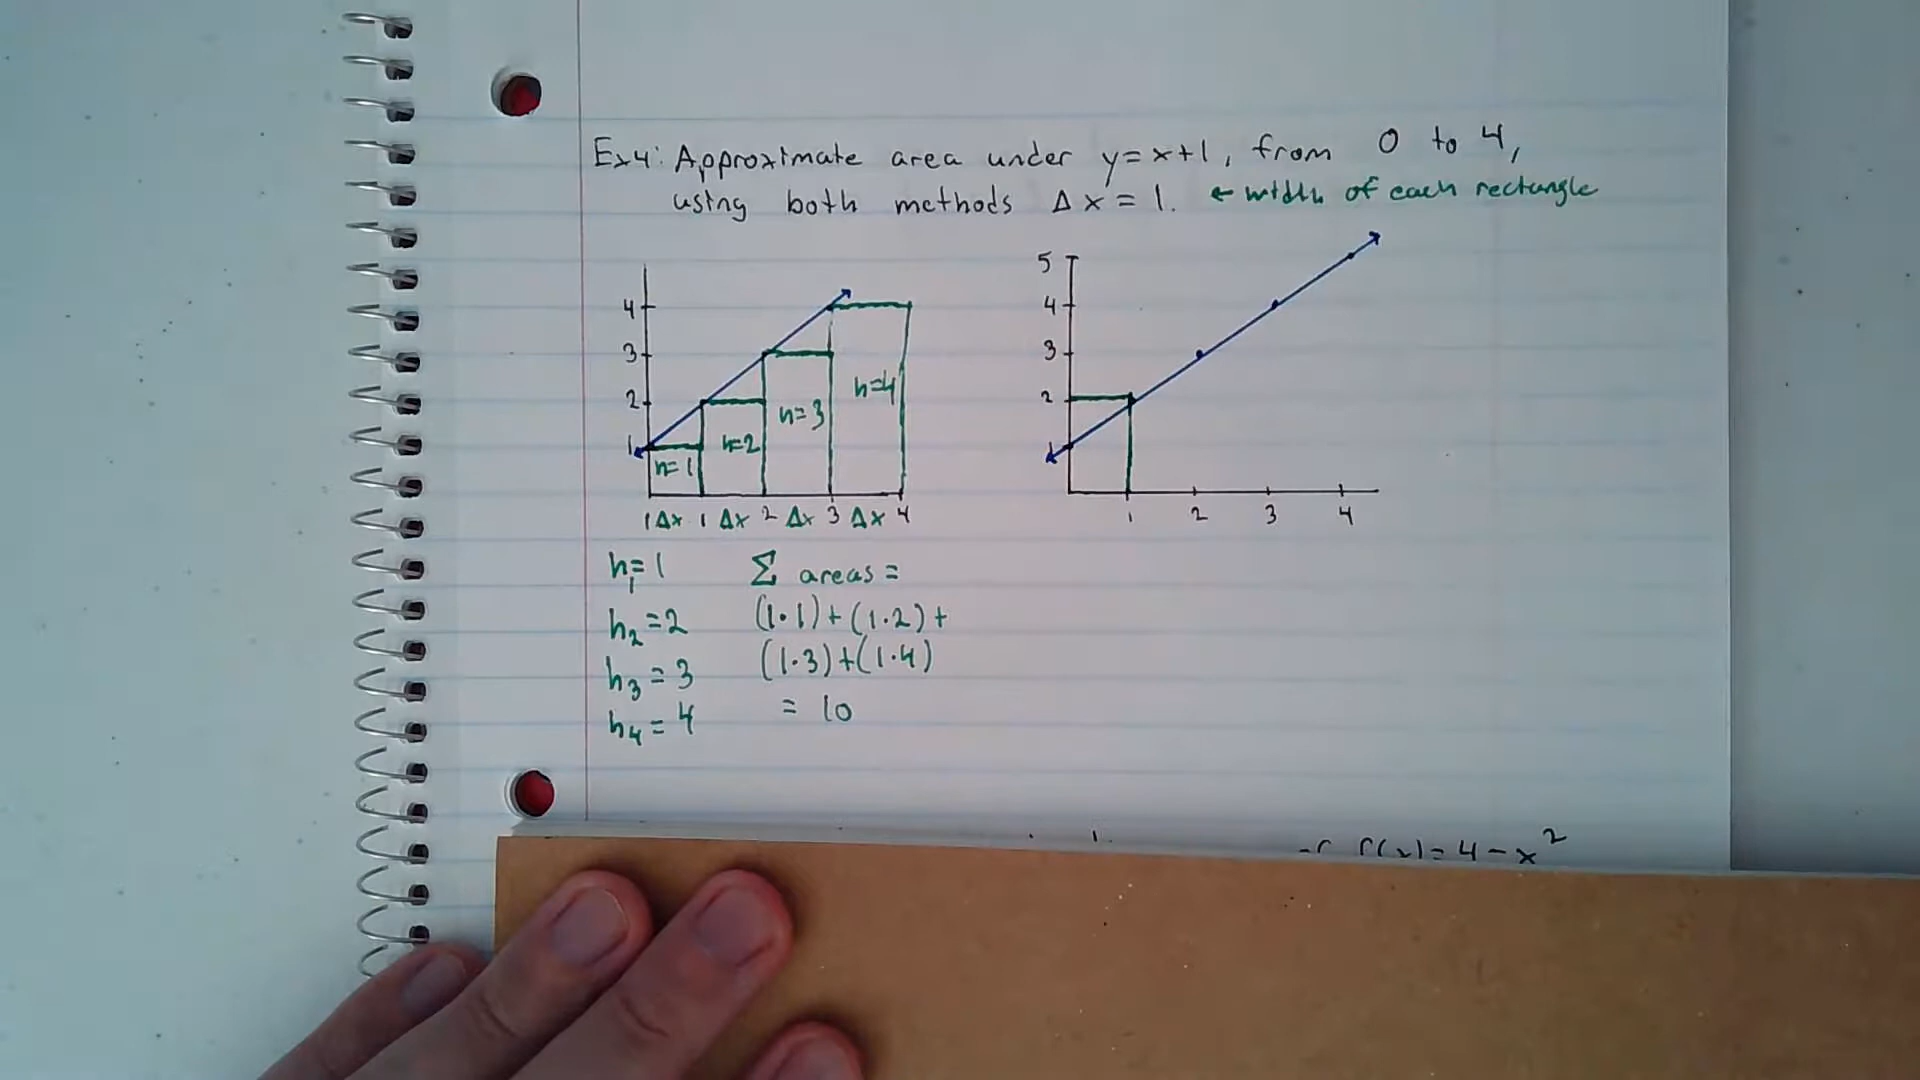 Ex4: Approximate area under y=x+1, from 0 to 4,
using both methods Δx=1. ← width of each rectangle
4
3
2
1
h=1
h=2
h=3
h=4
Δx 1 Δx 2 Δx 3 Δx 4
5
4
3
2
1
1 2 3 4
h₁=1
h₂=2
h₃=3
h₄=4
Σ areas=
(1·1)+(1·2)+
(1·3)+(1·4)
= 10
f(x)=4-x²